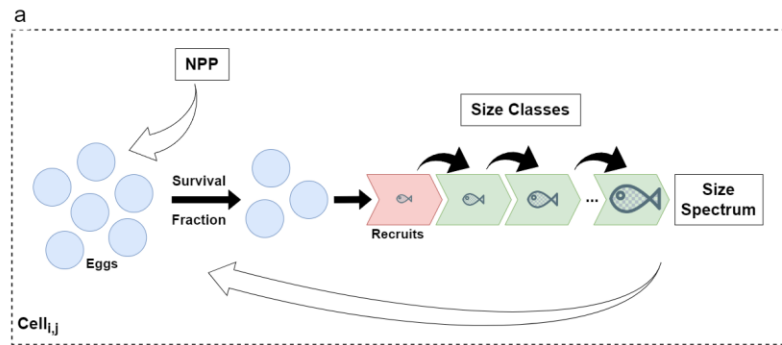 a
NPP
Size Classes
Survival
Fraction
Eggs
Recruits
...
Size
Spectrum
Cell_i,j